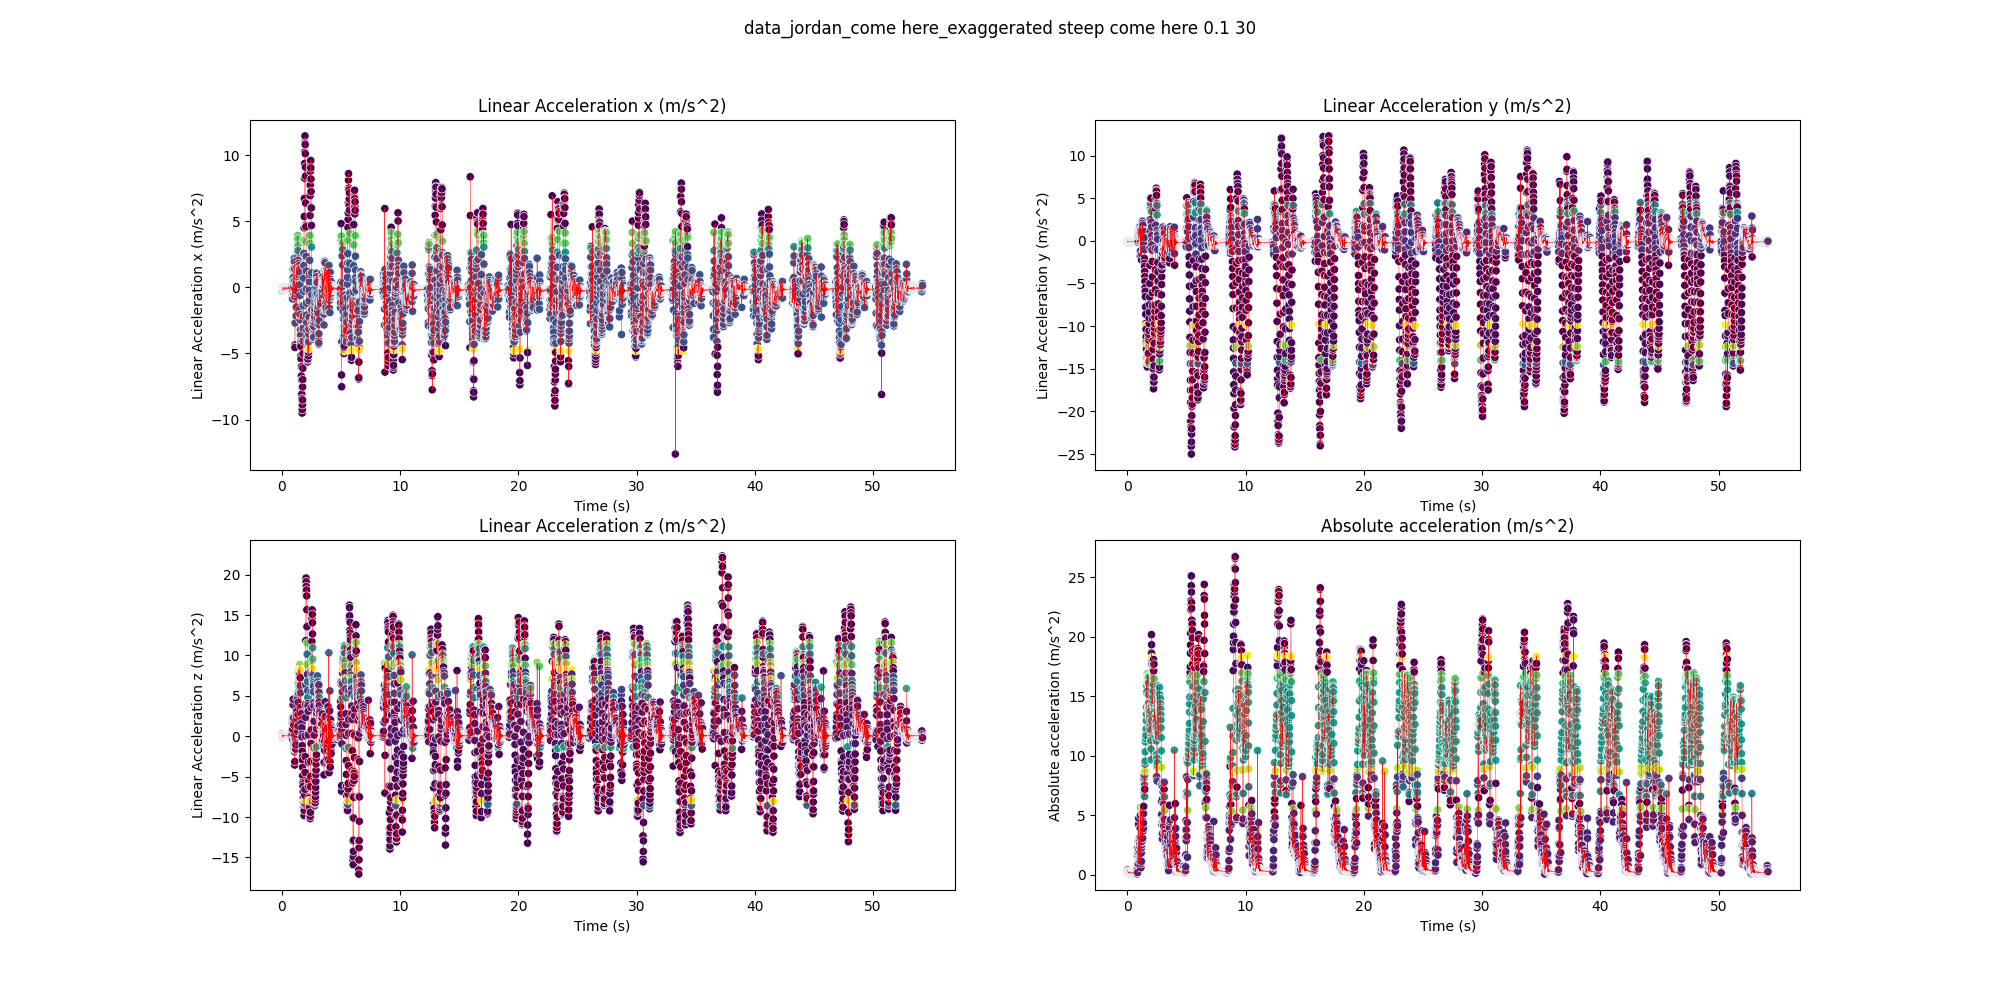 data_jordan_come here_exaggerated steep come here 0.1 30
Linear Acceleration x (m/s^2)
Linear Acceleration x (m/s^2)
10
5
0
−5
−10
0 10 20 30 40 50
Time (s)
Linear Acceleration y (m/s^2)
Linear Acceleration y (m/s^2)
10
5
0
−5
−10
−15
−20
−25
0 10 20 30 40 50
Time (s)
Linear Acceleration z (m/s^2)
Linear Acceleration z (m/s^2)
20
15
10
5
0
−5
−10
−15
0 10 20 30 40 50
Time (s)
Absolute acceleration (m/s^2)
Absolute acceleration (m/s^2)
25
20
15
10
5
0
0 10 20 30 40 50
Time (s)